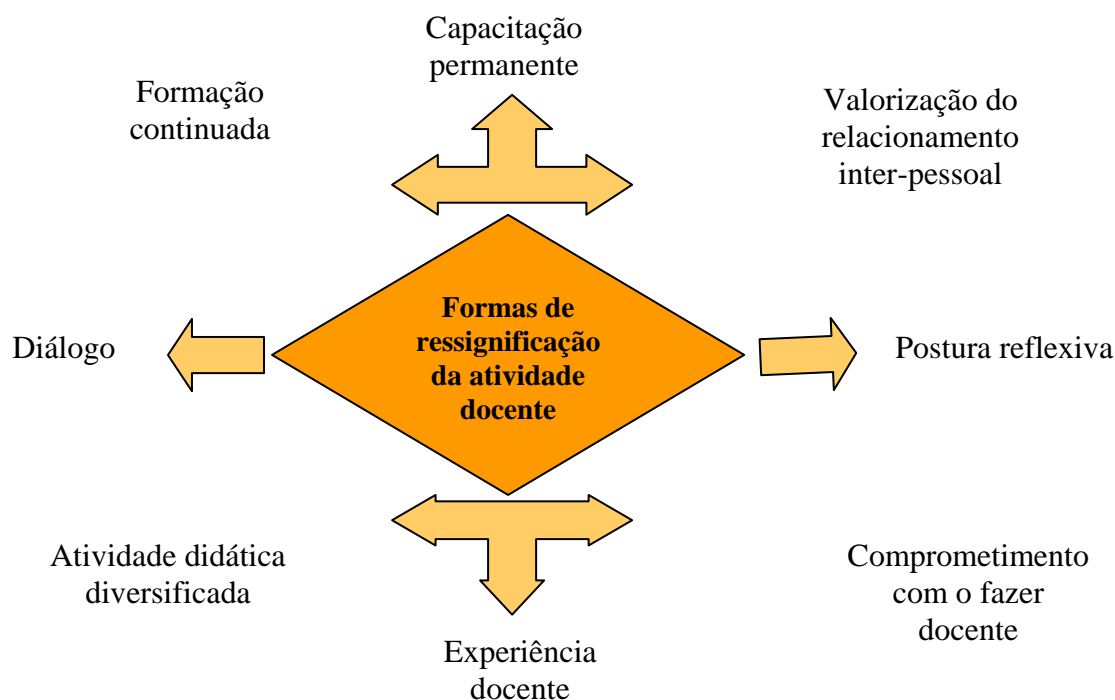 Capacitação
permanente
Formação
continuada
Valorização do
relacionamento
inter-pessoal
Formas de
ressignificação
da atividade
docente
Diálogo
Postura reflexiva
Atividade didática
diversificada
Comprometimento
com o fazer
docente
Experiência
docente